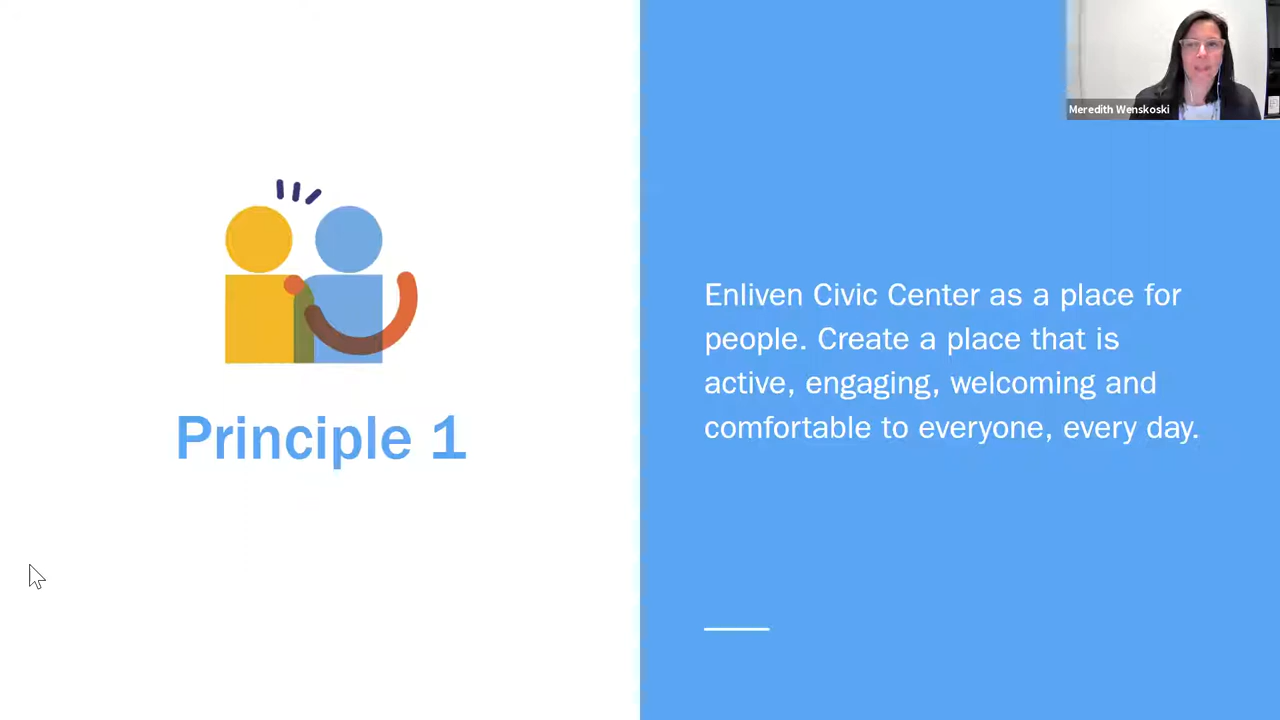 Meredith Wenskoski
Principle 1
Enliven Civic Center as a place for
people. Create a place that is
active, engaging, welcoming and
comfortable to everyone, every day.